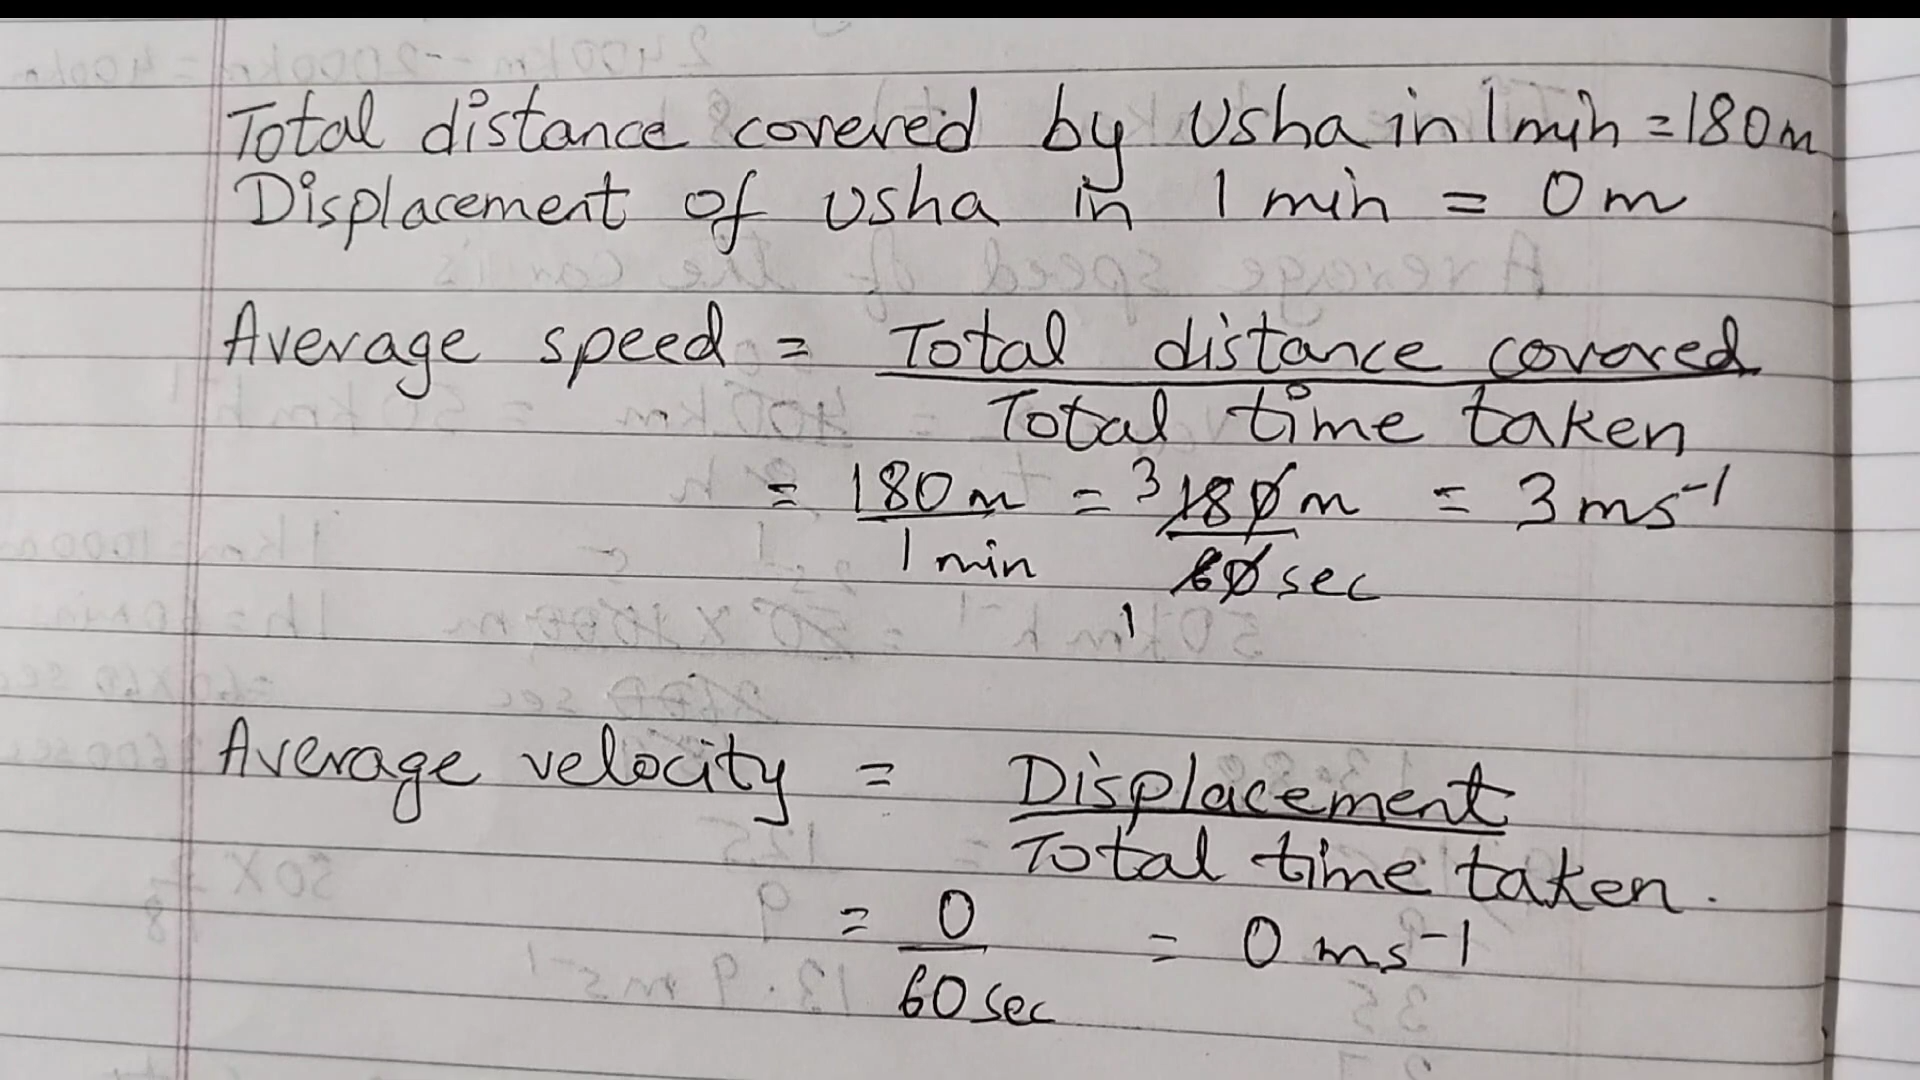 Total distance covered by Usha in 1 min = 180 m
Displacement of Usha in 1 min = 0 m
Average speed = Total distance covered
Total time taken
= 180 m = 3 180 m = 3 ms⁻¹
1 min 60 sec
1
Average velocity = Displacement
Total time taken.
= 0 = 0 ms⁻¹
60 sec